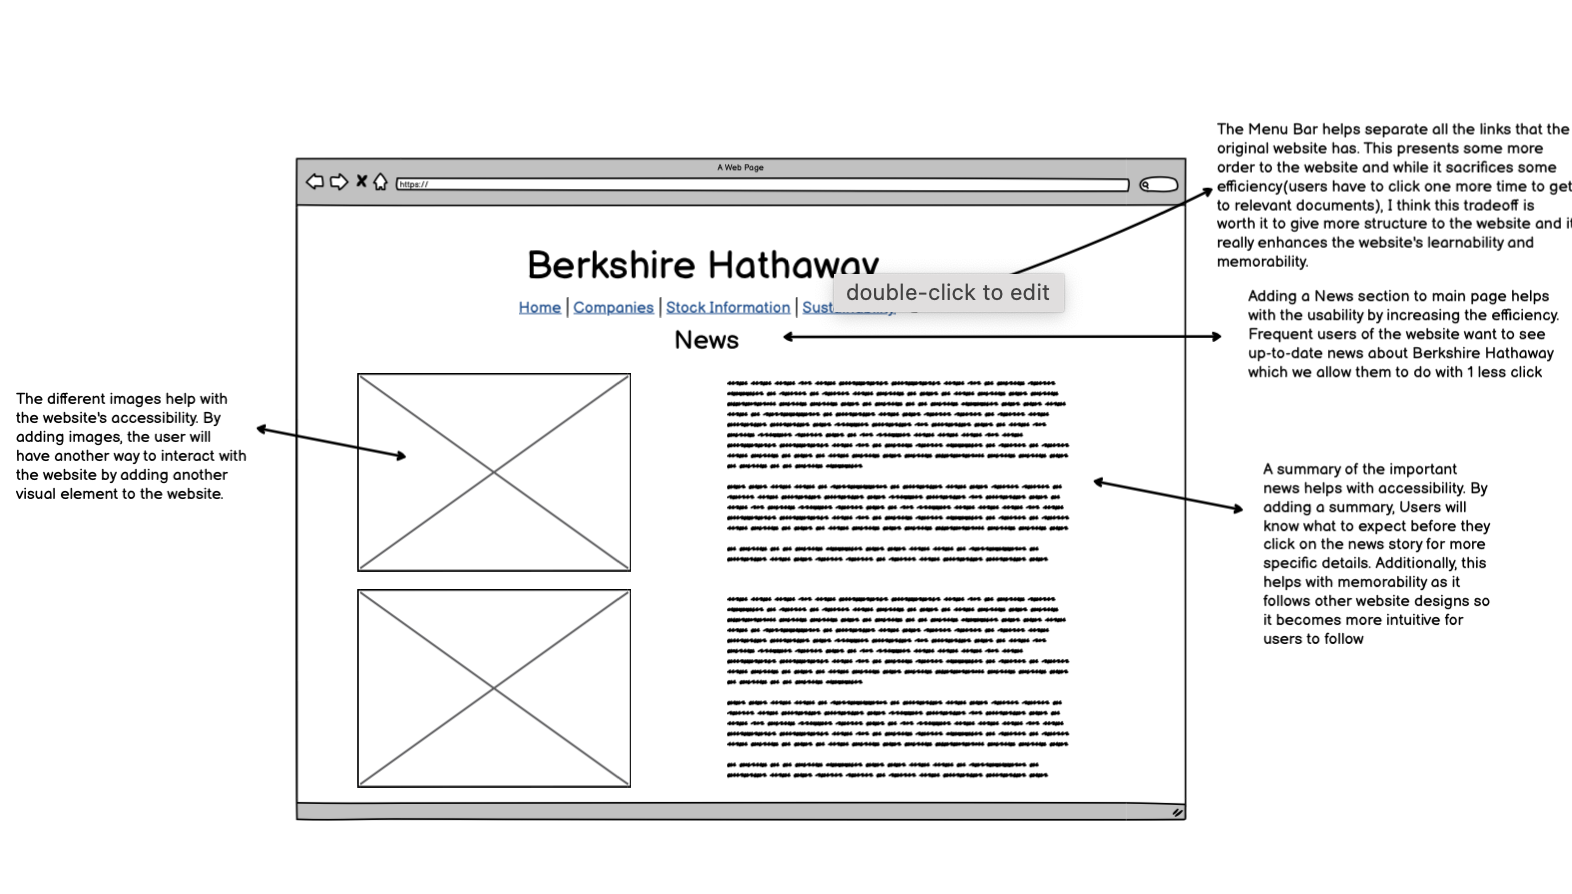 A Web Page
https://
Berkshire Hathaway
double-click to edit
Home | Companies | Stock Information |
News
The Menu Bar helps separate all the links that the
original website has. This presents some more
order to the website and while it sacrifices some
efficiency(users have to click one more time to get
to relevant documents), I think this tradeoff is
worth it to give more structure to the website and it
really enhances the website's learnability and
memorability.
Adding a News section to main page helps
with the usability by increasing the efficiency.
Frequent users of the website want to see
up-to-date news about Berkshire Hathaway
which we allow them to do with 1 less click
The different images help with
the website's accessibility. By
adding images, the user will
have another way to interact with
the website by adding another
visual element to the website.
A summary of the important
news helps with accessibility. By
adding a summary, Users will
know what to expect before they
click on the news story for more
specific details. Additionally, this
helps with memorability as it
follows other website designs so
it becomes more intuitive for
users to follow